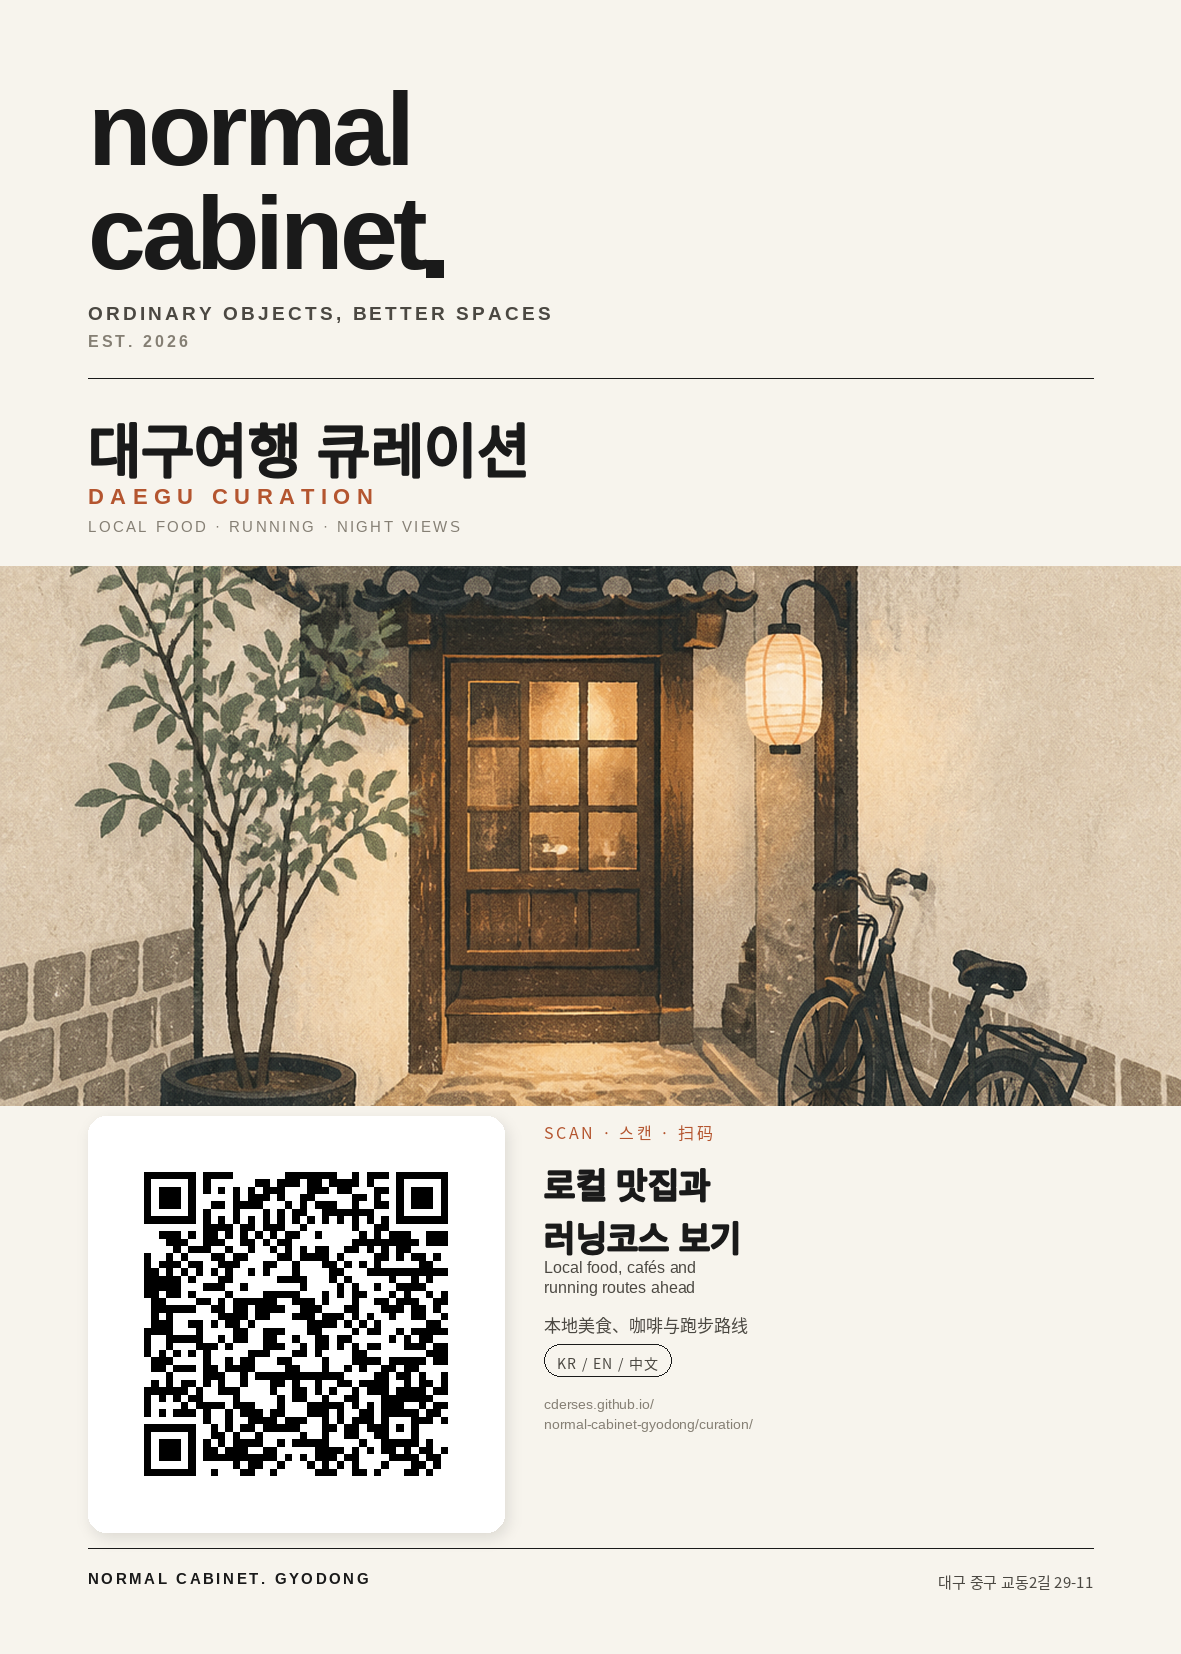 normal
cabinet.
ORDINARY OBJECTS, BETTER SPACES
EST. 2026
대구여행 큐레이션
DAEGU CURATION
LOCAL FOOD · RUNNING · NIGHT VIEWS
SCAN · 스캔 · 扫码
로컬 맛집과
러닝코스 보기
Local food, cafés and
running routes ahead
本地美食、咖啡与跑步路线
KR / EN / 中文
cderses.github.io/
normal-cabinet-gyodong/curation/
NORMAL CABINET. GYODONG
대구 중구 교동2길 29-11